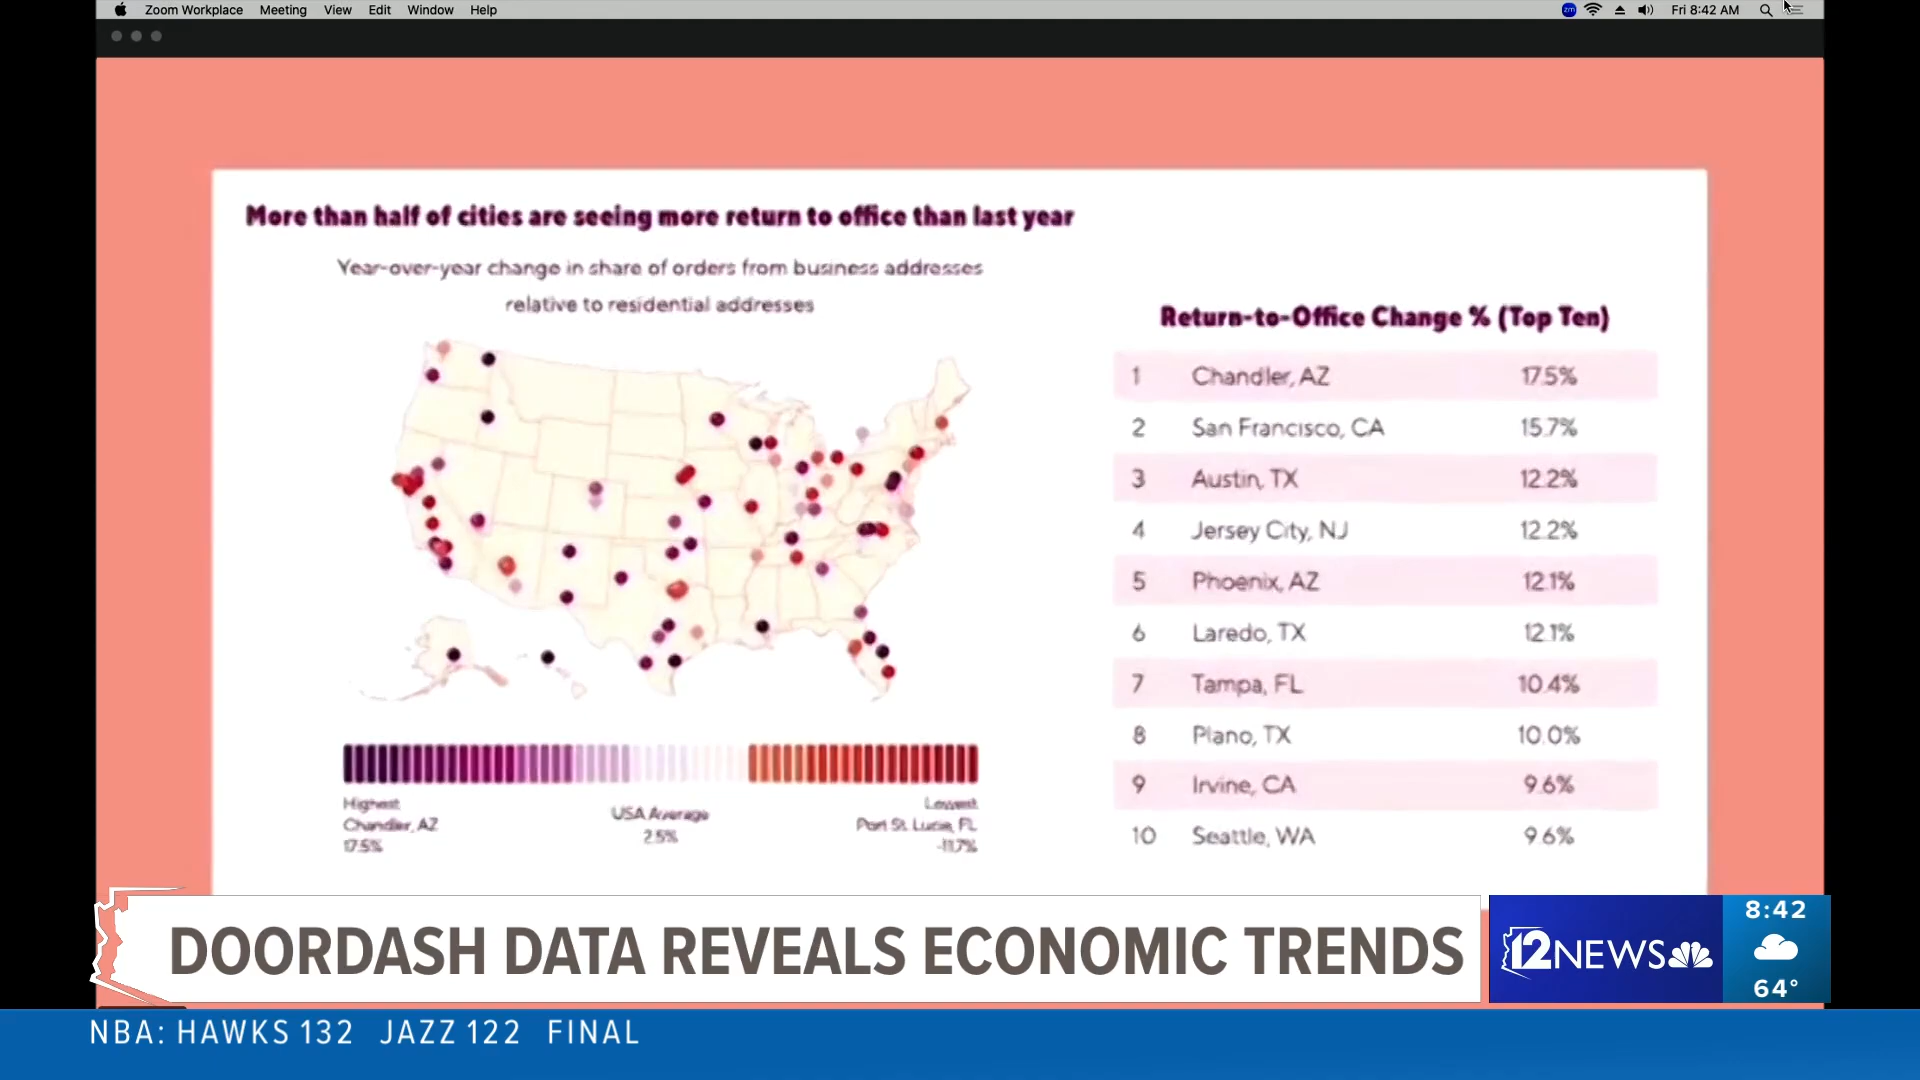 Zoom Workplace Meeting View Edit Window Help
zm Fri 8:42 AM
More than half of cities are seeing more return to office than last year
Year-over-year change in share of orders from business addresses
relative to residential addresses
Highest
Chandler, AZ
17.5%
USA Average
2.5%
Lowest
Port St. Lucie, FL
-11.7%
Return-to-Office Change % (Top Ten)
1 Chandler, AZ 17.5%
2 San Francisco, CA 15.7%
3 Austin, TX 12.2%
4 Jersey City, NJ 12.2%
5 Phoenix, AZ 12.1%
6 Laredo, TX 12.1%
7 Tampa, FL 10.4%
8 Plano, TX 10.0%
9 Irvine, CA 9.6%
10 Seattle, WA 9.6%
DOORDASH DATA REVEALS ECONOMIC TRENDS
12NEWS
8:42
64°
NBA: HAWKS 132 JAZZ 122 FINAL